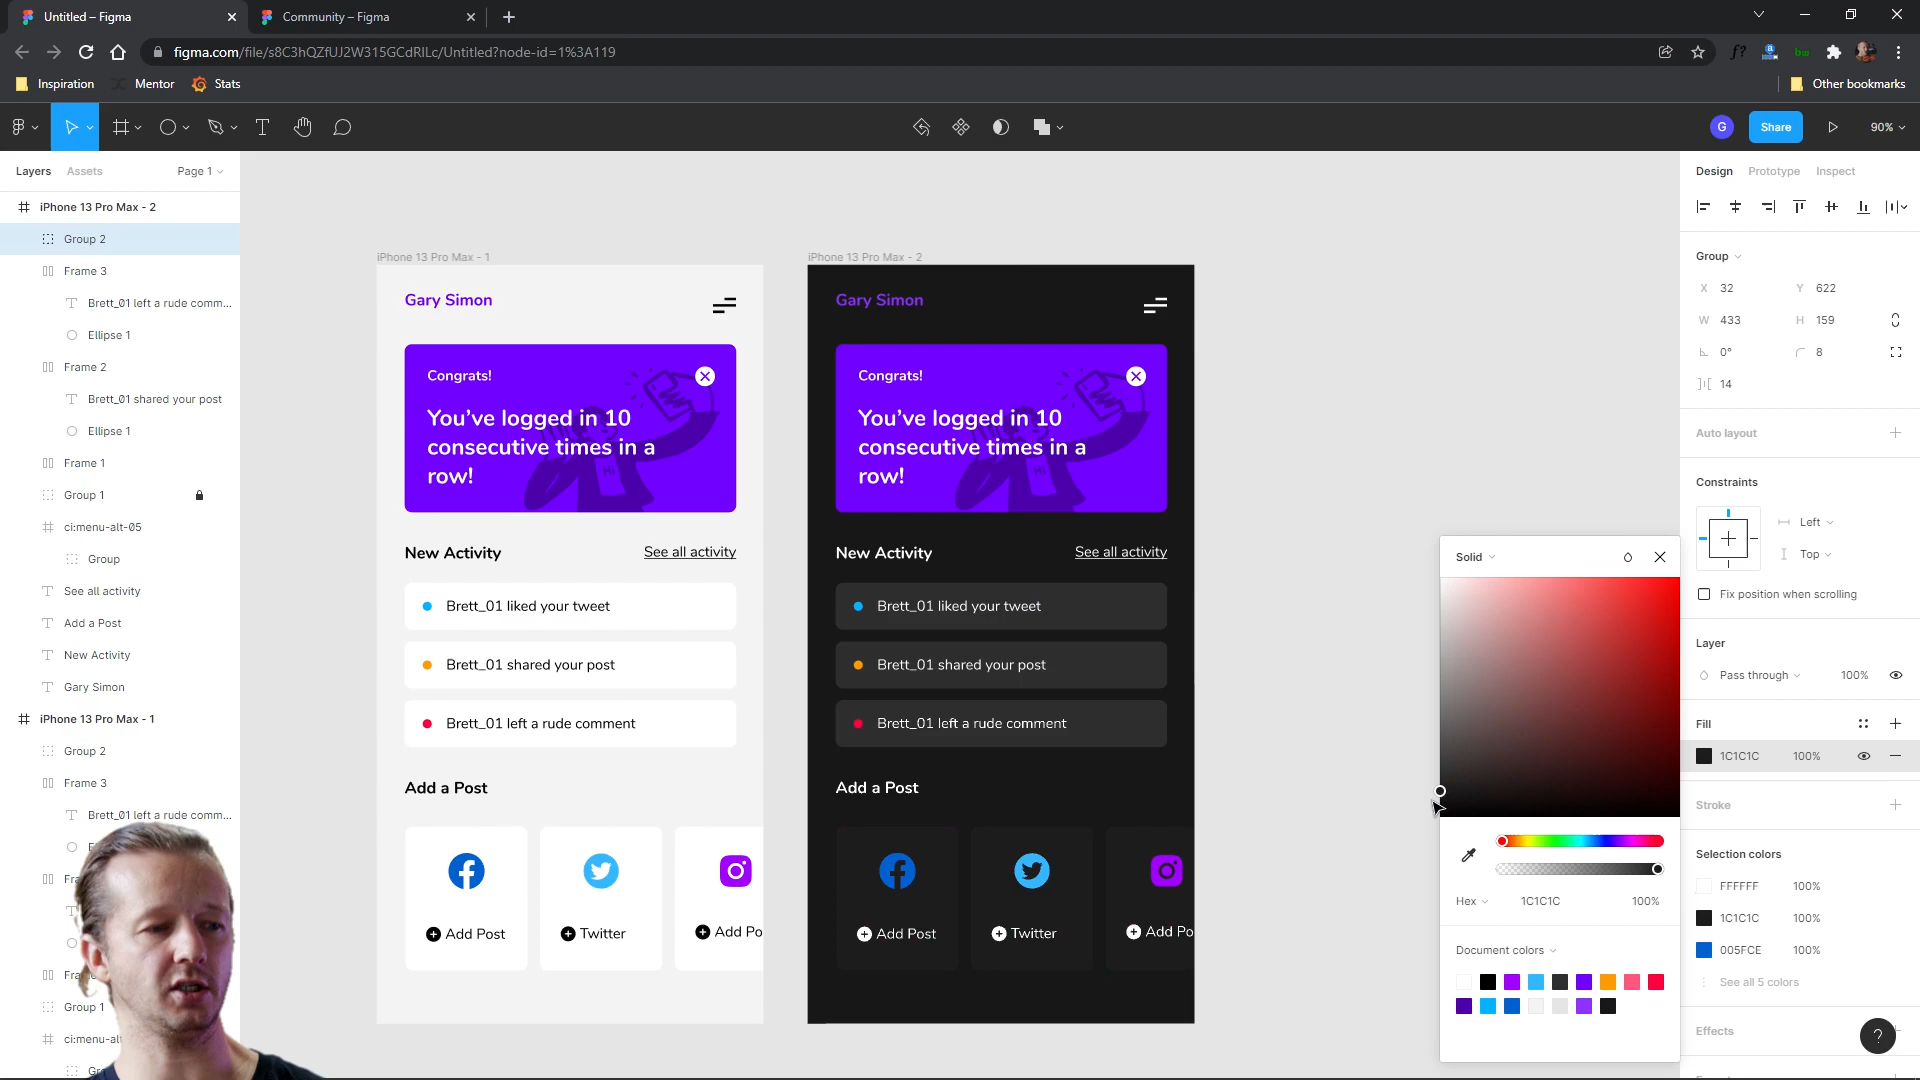 Untitled – Figma
Community – Figma
figma.com/file/s8C3hQZfUJ2W315GCdRILc/Untitled?node-id=1%3A119
Inspiration
Mentor
Stats
Other bookmarks
G
Share
90%
Layers
Assets
Page 1
iPhone 13 Pro Max - 2
Group 2
Frame 3
Brett_01 left a rude comm...
Ellipse 1
Frame 2
Brett_01 shared your post
Ellipse 1
Frame 1
Group 1
ci:menu-alt-05
Group
See all activity
Add a Post
New Activity
Gary Simon
iPhone 13 Pro Max - 1
Group 2
Frame 3
Brett_01 left a rude comm...
Group 1
iPhone 13 Pro Max - 1
Gary Simon
Congrats!
You’ve logged in 10
consecutive times in a
row!
Hi
New Activity
See all activity
Brett_01 liked your tweet
Brett_01 shared your post
Brett_01 left a rude comment
Add a Post
Add Post
Twitter
Add Po
iPhone 13 Pro Max - 2
Gary Simon
Congrats!
You’ve logged in 10
consecutive times in a
row!
Hi
New Activity
See all activity
Brett_01 liked your tweet
Brett_01 shared your post
Brett_01 left a rude comment
Add a Post
Add Post
Twitter
Add Po
Solid
Hex
1C1C1C
100%
Document colors
Design
Prototype
Inspect
Group
X 32
Y 622
W 433
H 159
0°
8
14
Auto layout
Constraints
Left
Top
Fix position when scrolling
Layer
Pass through
100%
Fill
1C1C1C 100%
Stroke
Selection colors
FFFFFF 100%
1C1C1C 100%
005FCE 100%
See all 5 colors
Effects
?